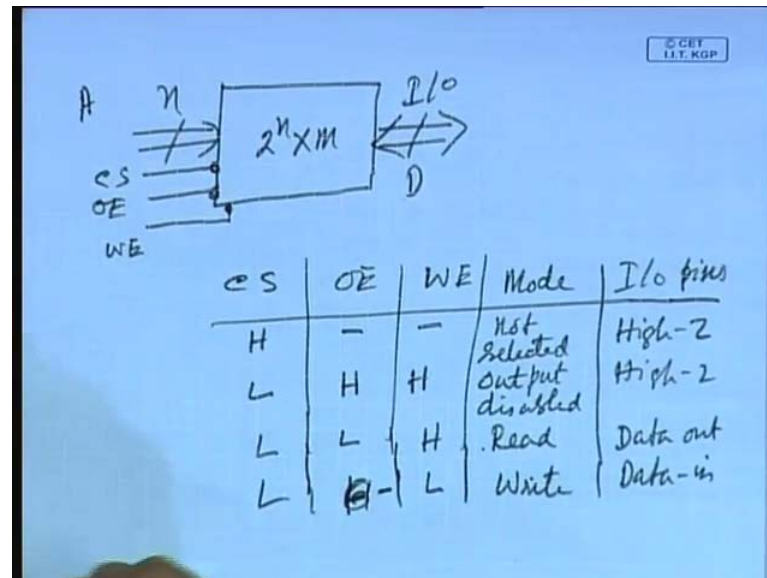 © CET
I.I.T. KGP
A n 2ⁿ×m I/O
D
CS
OE
WE
CS OE WE Mode I/O pins
H - - not selected High-Z
L H H output disabled High-Z
L L H Read Data out
L - L Write Data-in